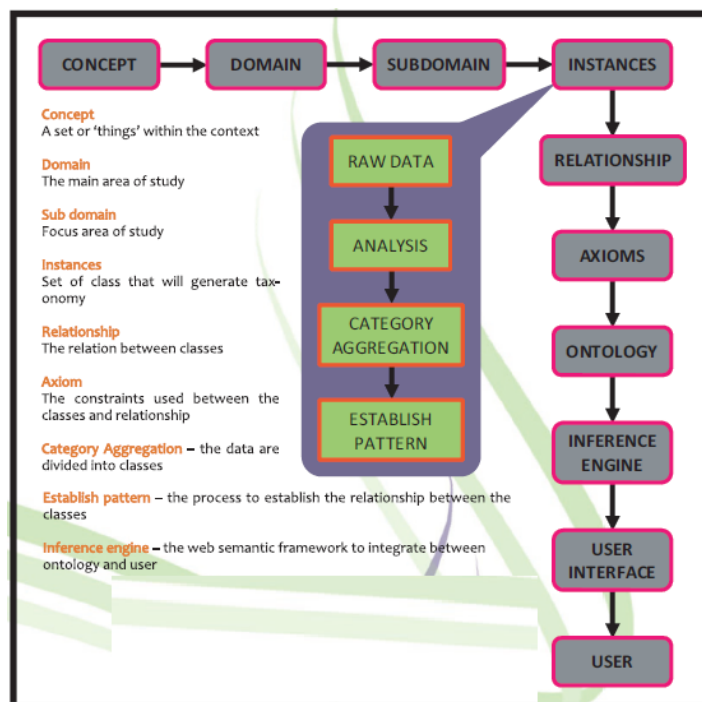 CONCEPT
DOMAIN
SUBDOMAIN
INSTANCES
Concept
A set or ‘things’ within the context
Domain
The main area of study
Sub domain
Focus area of study
Instances
Set of class that will generate tax-
onomy
Relationship
The relation between classes
Axiom
The constraints used between the
classes and relationship
Category Aggregation – the data are
divided into classes
Establish pattern – the process to establish the relationship between the
classes
Inference engine – the web semantic framework to integrate between
ontology and user
RAW DATA
ANALYSIS
CATEGORY
AGGREGATION
ESTABLISH
PATTERN
RELATIONSHIP
AXIOMS
ONTOLOGY
INFERENCE
ENGINE
USER
INTERFACE
USER